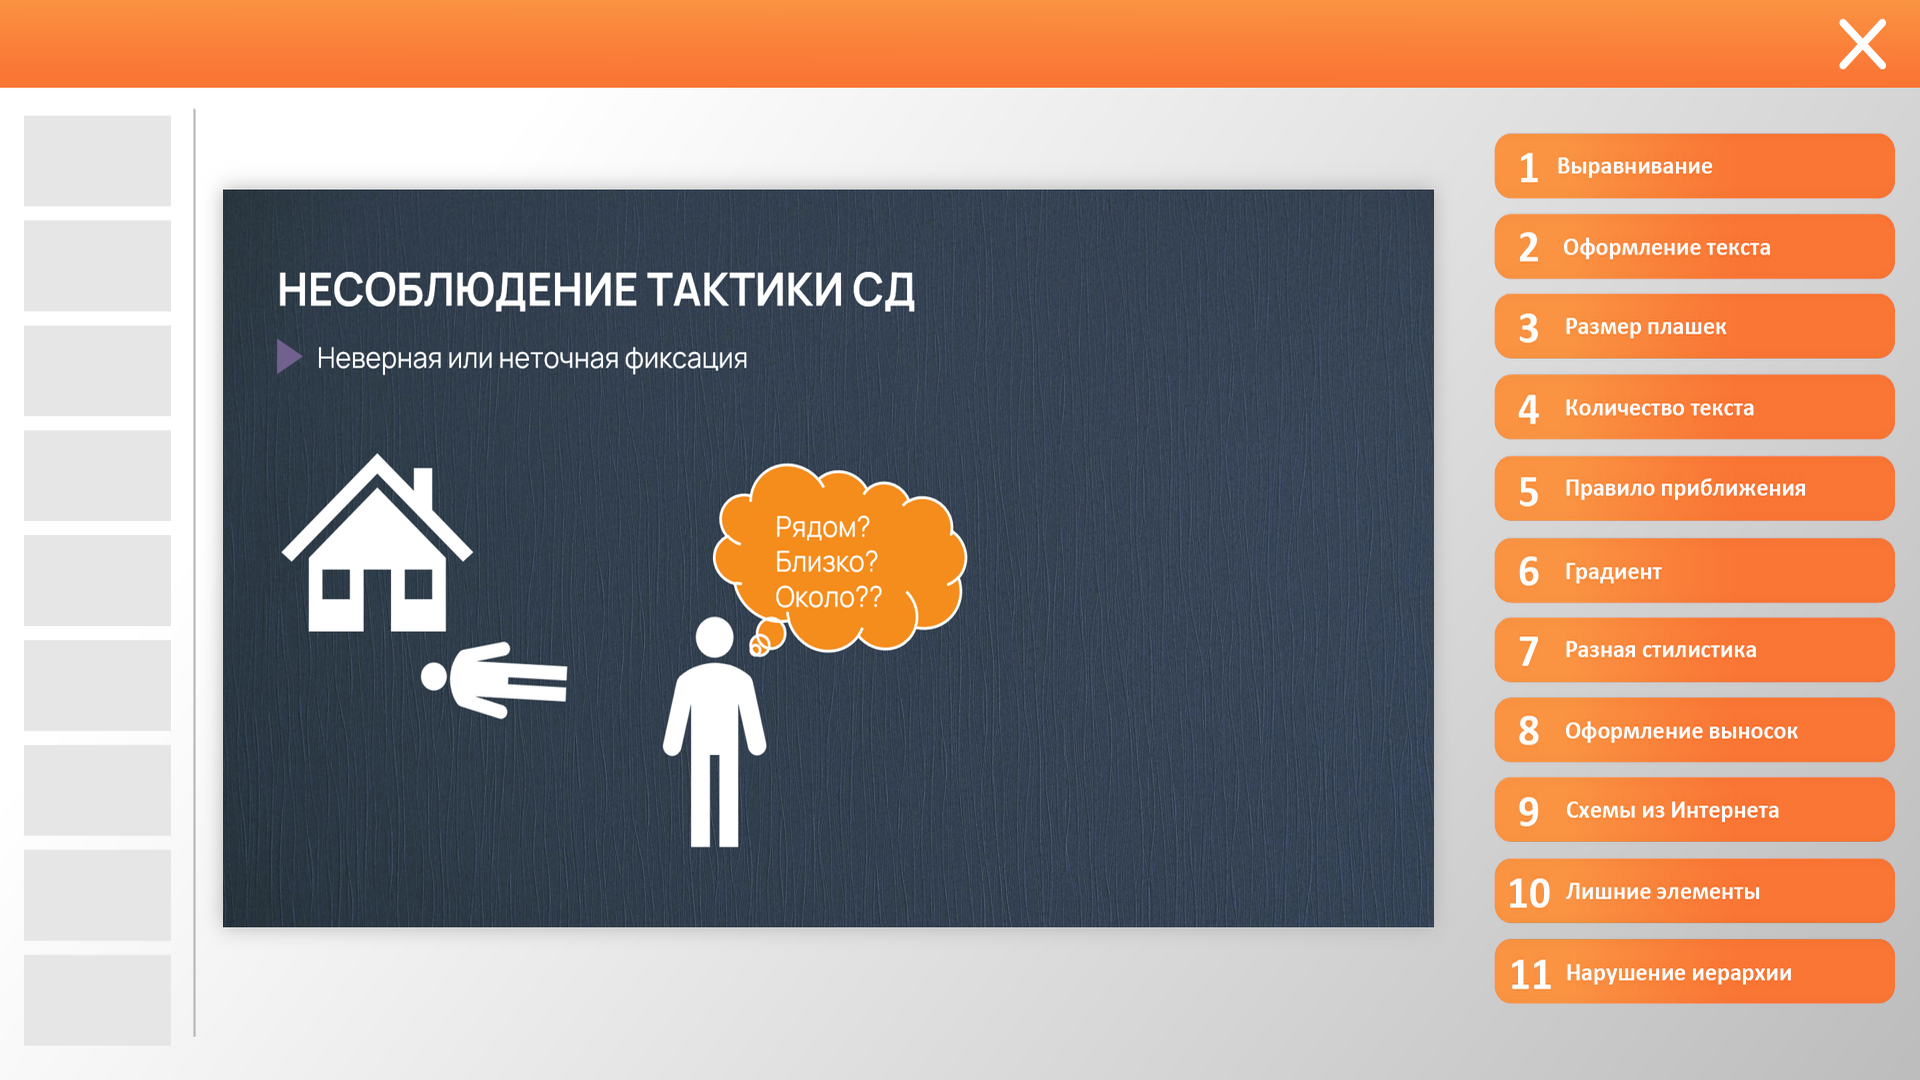 НЕСОБЛЮДЕНИЕ ТАКТИКИ СД
Неверная или неточная фиксация
Рядом?
Близко?
Около??
1 Выравнивание
2 Оформление текста
3 Размер плашек
4 Количество текста
5 Правило приближения
6 Градиент
7 Разная стилистика
8 Оформление выносок
9 Схемы из Интернета
10 Лишние элементы
11 Нарушение иерархии